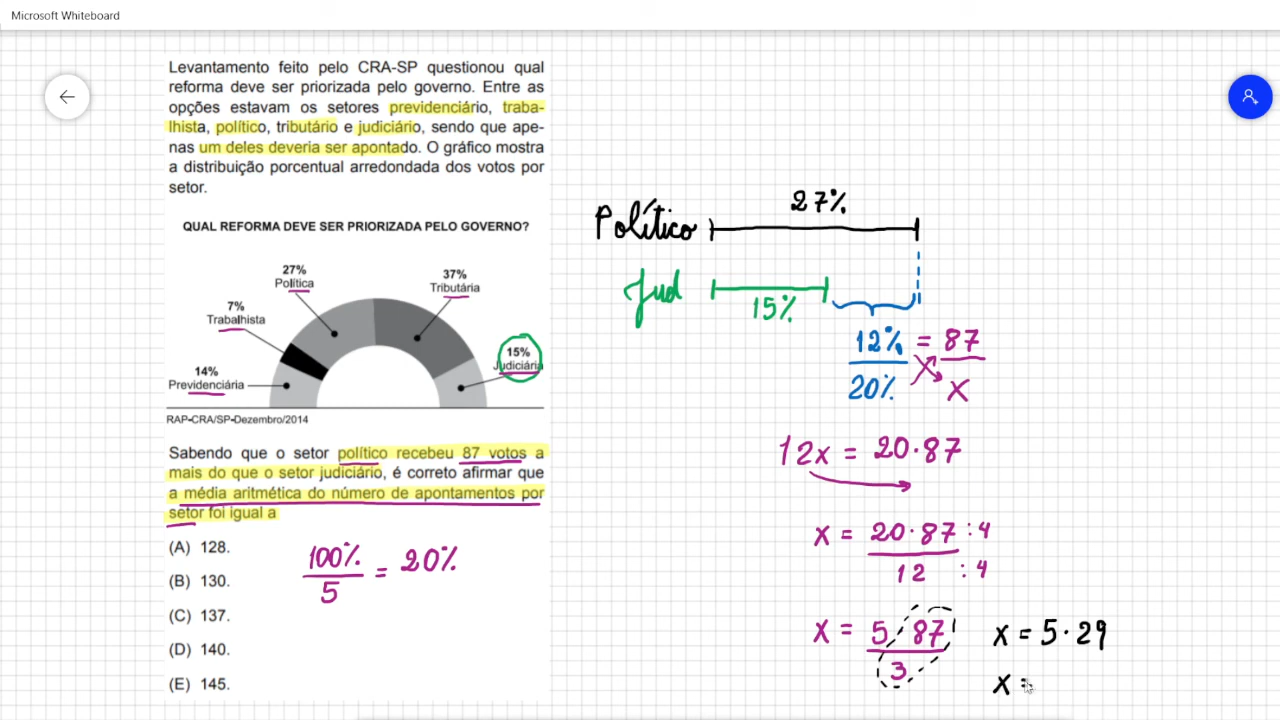 Microsoft Whiteboard
Levantamento feito pelo CRA-SP questionou qual
reforma deve ser priorizada pelo governo. Entre as
opções estavam os setores previdenciário, traba-
lhista, político, tributário e judiciário, sendo que ape-
nas um deles deveria ser apontado. O gráfico mostra
a distribuição porcentual arredondada dos votos por
setor.
QUAL REFORMA DEVE SER PRIORIZADA PELO GOVERNO?
27%
Política
37%
Tributária
7%
Trabalhista
15%
Judiciária
14%
Previdenciária
RAP-CRA/SP-Dezembro/2014
Sabendo que o setor político recebeu 87 votos a
mais do que o setor judiciário, é correto afirmar que
a média aritmética do número de apontamentos por
setor foi igual a
(A) 128.
(B) 130.
(C) 137.
(D) 140.
(E) 145.
100% / 5 = 20%
27%
Político
Jud
15%
12% = 87
20% x
12x = 20·87
x = 20·87 :4
12 :4
x = 5 87
3
x = 5·29
x =